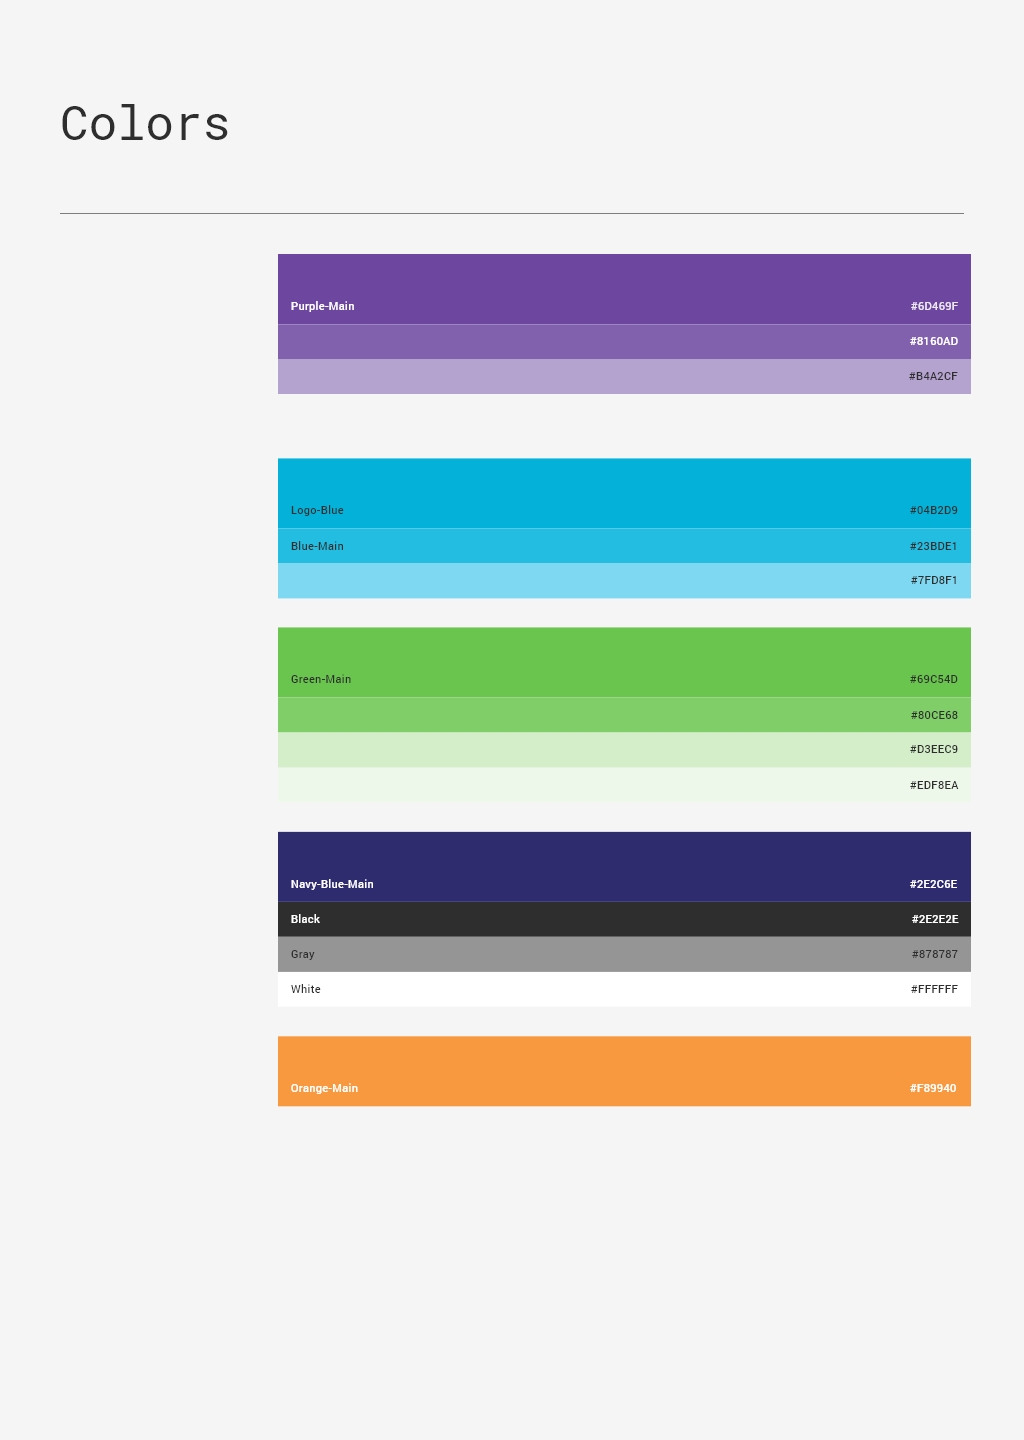 Colors
Purple-Main #6D469F
#8160AD
#B4A2CF
Logo-Blue #04B2D9
Blue-Main #23BDE1
#7FD8F1
Green-Main #69C54D
#80CE68
#D3EEC9
#EDF8EA
Navy-Blue-Main #2E2C6E
Black #2E2E2E
Gray #878787
White #FFFFFF
Orange-Main #F89940